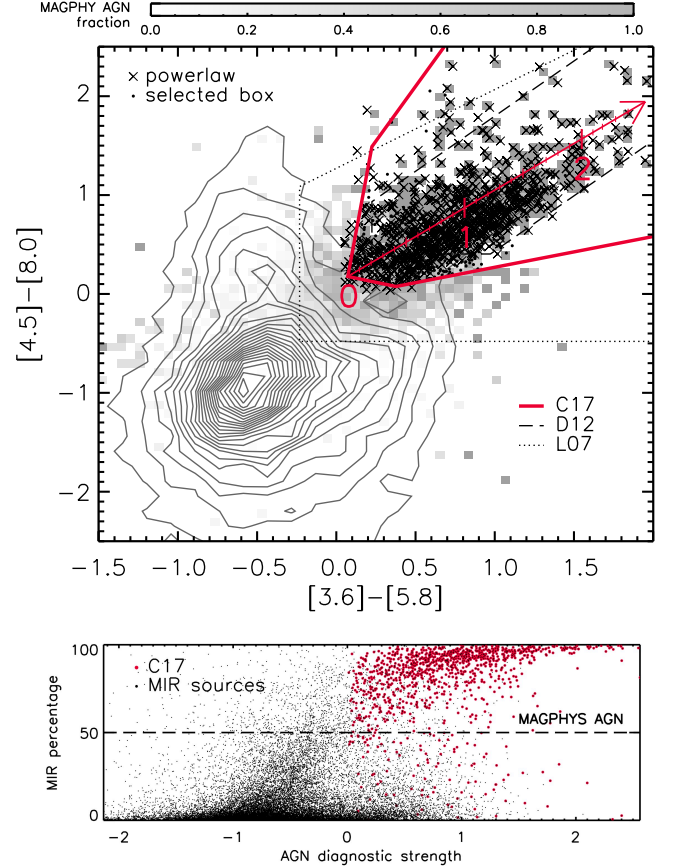 MAGPHY AGN
fraction
0.0 0.2 0.4 0.6 0.8 1.0
× powerlaw
· selected box
2
1
0
−1
−2
[4.5]−[8.0]
0
1
2
C17
D12
L07
−1.5 −1.0 −0.5 0.0 0.5 1.0 1.5
[3.6]−[5.8]
100
50
0
MIR percentage
C17
MIR sources
MAGPHYS AGN
-2 -1 0 1 2
AGN diagnostic strength